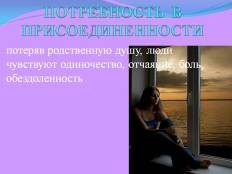 ПОТРЕБНОСТЬ В
ПРИСОЕДИНЕННОСТИ
потеряв родственную душу, люди
чувствуют одиночество, отчаяние, боль,
обездоленность